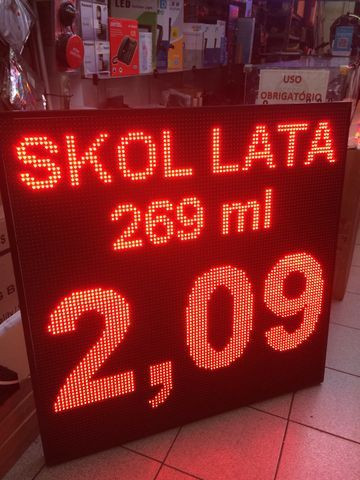 LED
USO
OBRIGATÓRIO
SKOL LATA
269 ml
2,09